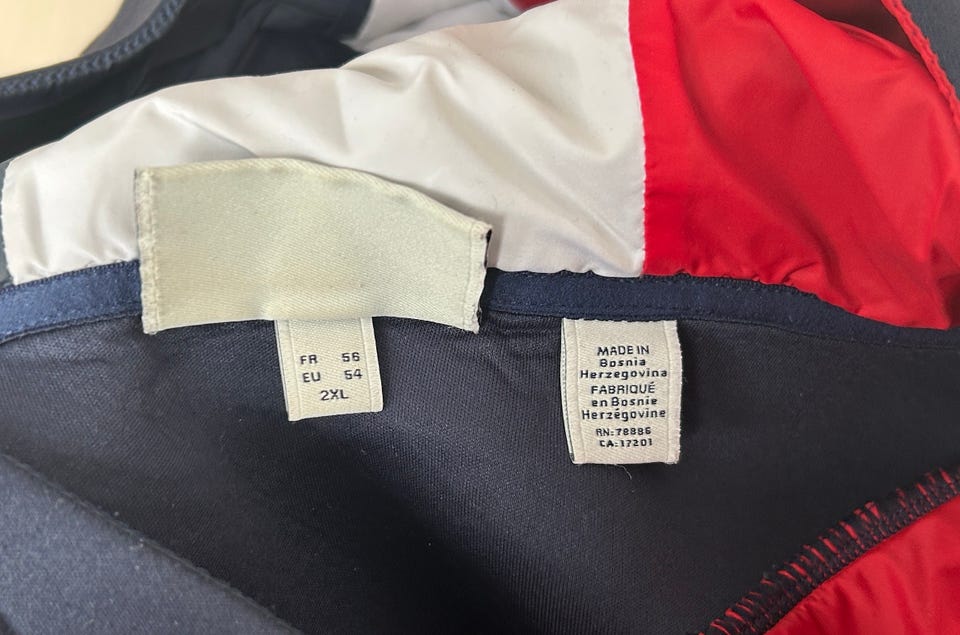 FR 56
EU 54
2XL
MADE IN
Bosnia
Herzegovina
FABRIQUÉ
en Bosnie
Herzégovine
RN:78886
CA:17201